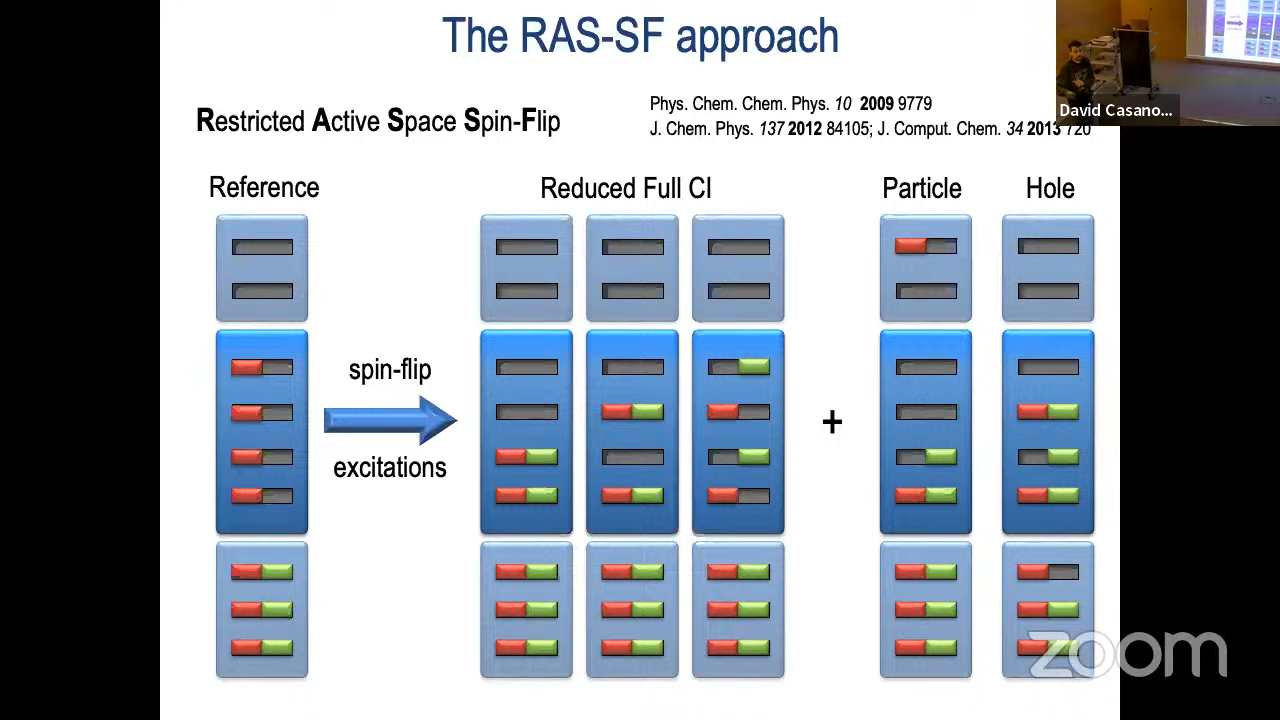 The RAS-SF approach
Restricted Active Space Spin-Flip
Phys. Chem. Chem. Phys. 10 2009 9779
J. Chem. Phys. 137 2012 84105; J. Comput. Chem. 34 2013 720
David Casano...
Reference
Reduced Full CI
Particle
Hole
spin-flip
+
excitations
zoom